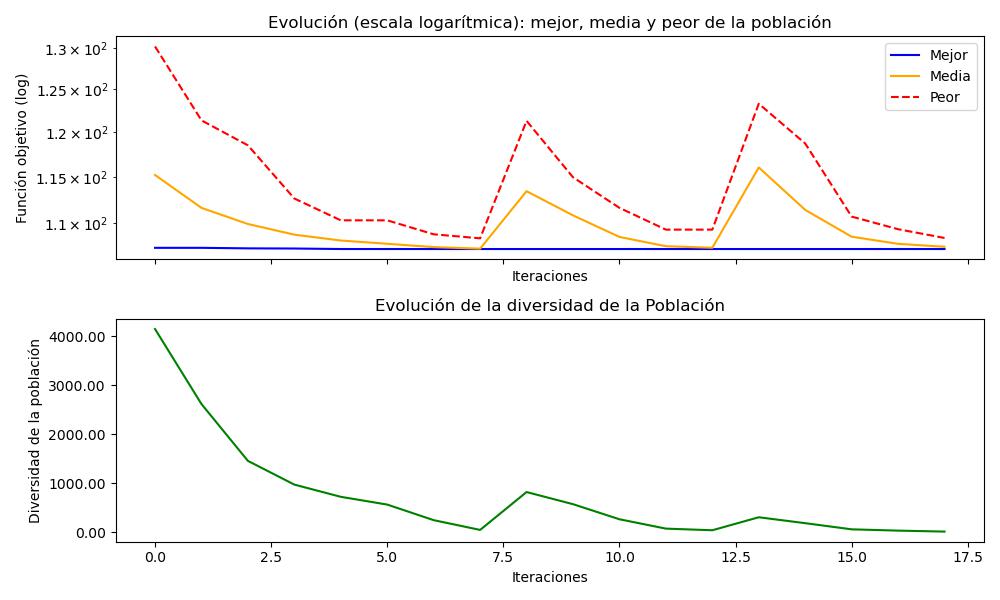 Evolución (escala logarítmica): mejor, media y peor de la población
Función objetivo (log)
1.3 × 10²
1.25 × 10²
1.2 × 10²
1.15 × 10²
1.1 × 10²
Mejor
Media
Peor
Iteraciones
Evolución de la diversidad de la Población
Diversidad de la población
4000.00
3000.00
2000.00
1000.00
0.00
0.0 2.5 5.0 7.5 10.0 12.5 15.0 17.5
Iteraciones